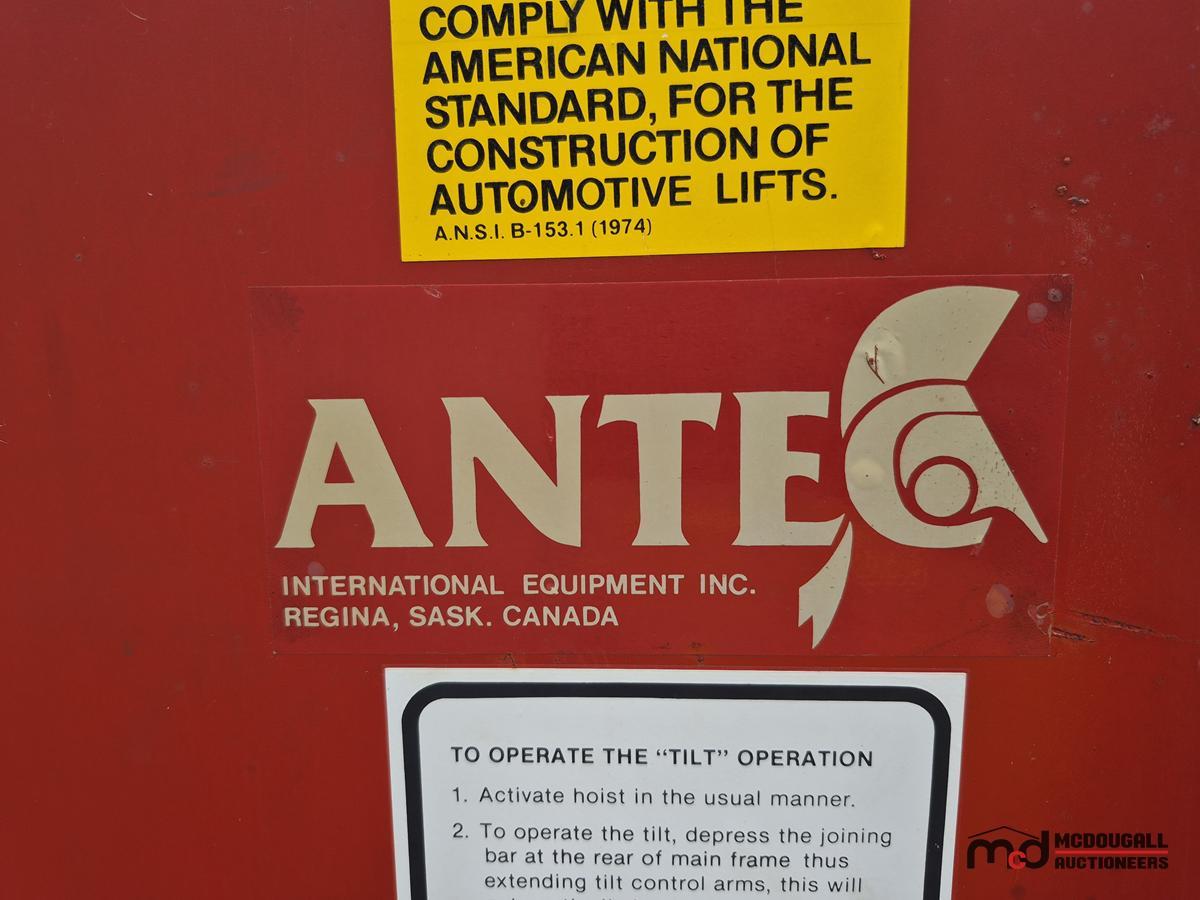 COMPLY WITH THE
AMERICAN NATIONAL
STANDARD, FOR THE
CONSTRUCTION OF
AUTOMOTIVE LIFTS.
A.N.S.I. B-153.1 (1974)
ANTEC
INTERNATIONAL EQUIPMENT INC.
REGINA, SASK. CANADA
TO OPERATE THE “TILT” OPERATION
1. Activate hoist in the usual manner.
2. To operate the tilt, depress the joining
bar at the rear of main frame thus
extending tilt control arms, this will
mcd MCDOUGALL
AUCTIONEERS